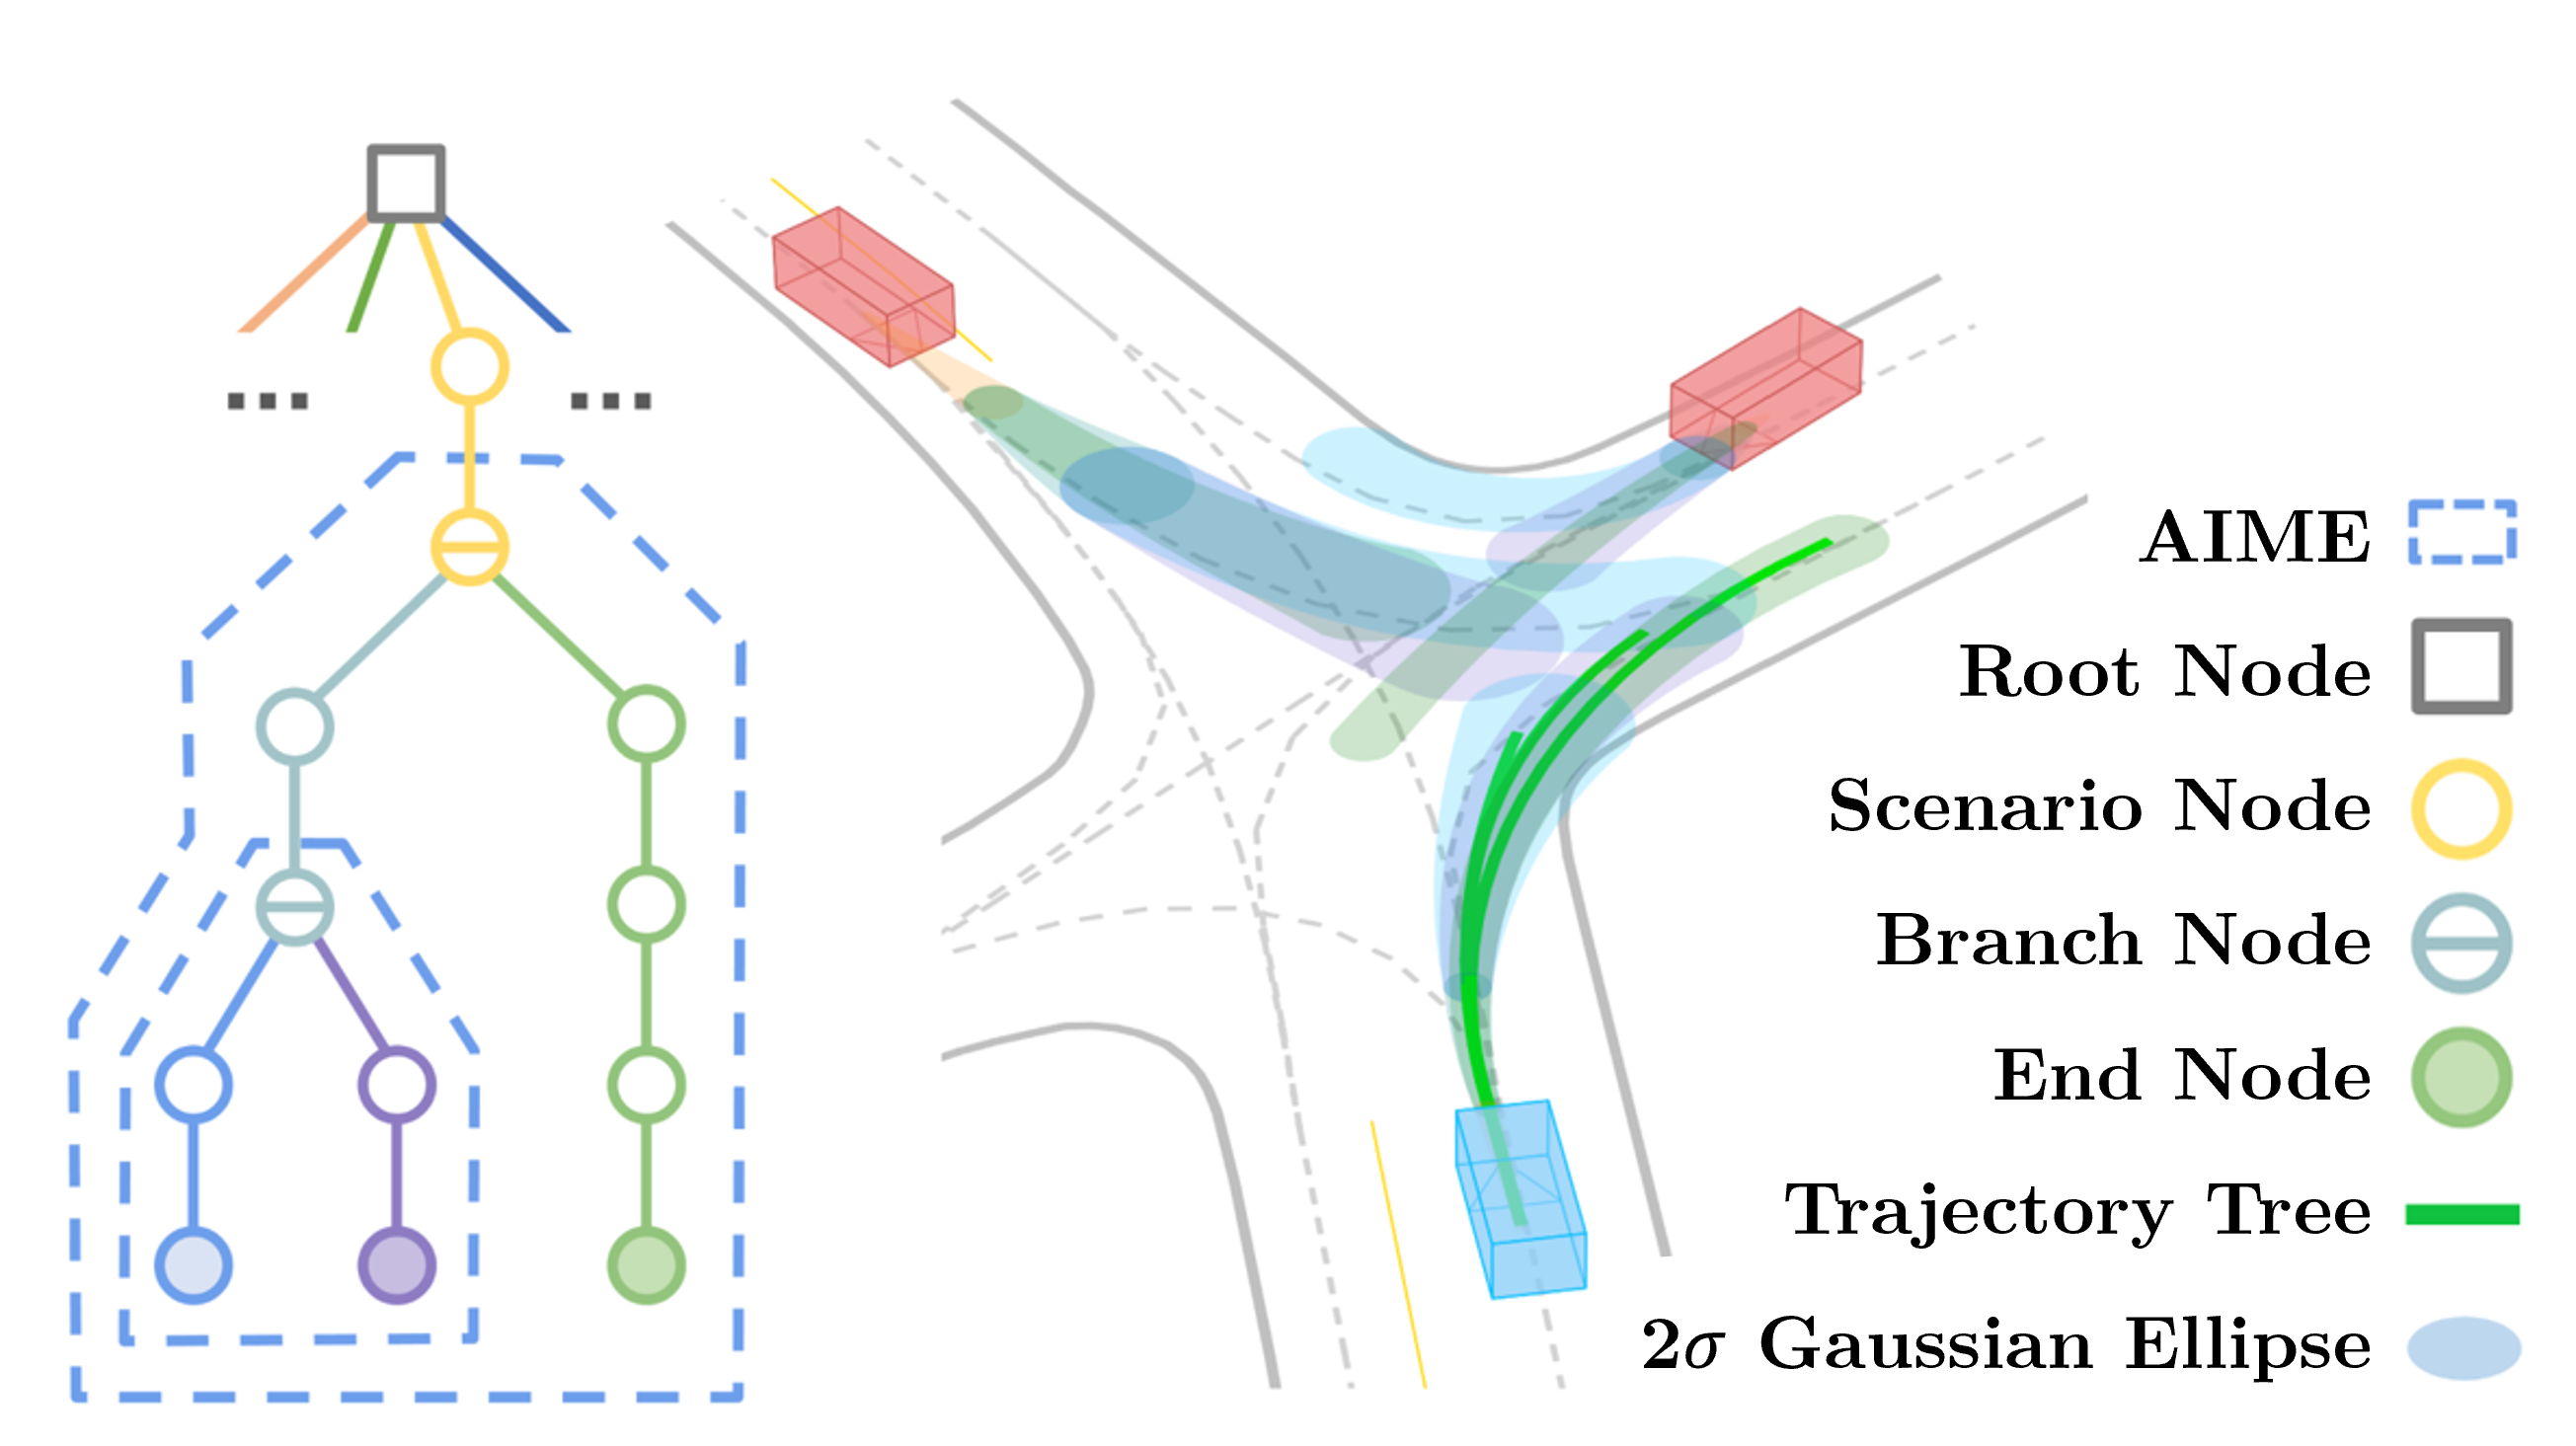 AIME
Root Node
Scenario Node
Branch Node
End Node
Trajectory Tree
2σ Gaussian Ellipse